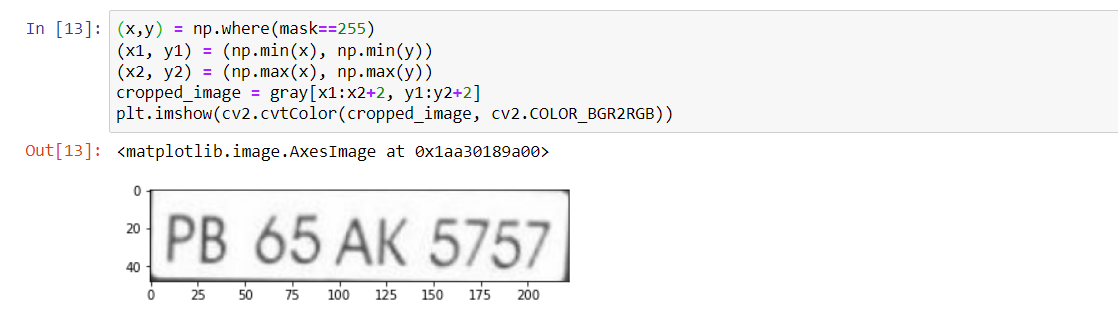 In [13]: (x,y) = np.where(mask==255)
(x1, y1) = (np.min(x), np.min(y))
(x2, y2) = (np.max(x), np.max(y))
cropped_image = gray[x1:x2+2, y1:y2+2]
plt.imshow(cv2.cvtColor(cropped_image, cv2.COLOR_BGR2RGB))
Out[13]: <matplotlib.image.AxesImage at 0x1aa30189a00>
0
20
40
PB 65 AK 5757
0 25 50 75 100 125 150 175 200